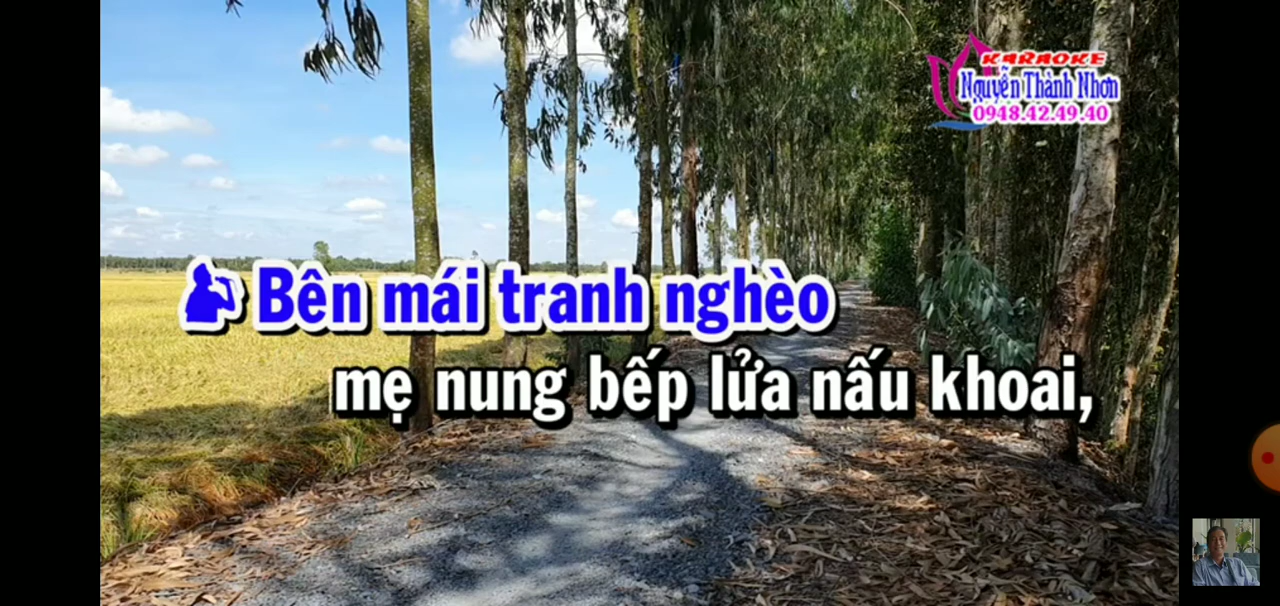 KARAOKE
Nguyễn Thành Nhơn
0948.42.49.40
Bên mái tranh nghèo
mẹ nung bếp lửa nấu khoai,